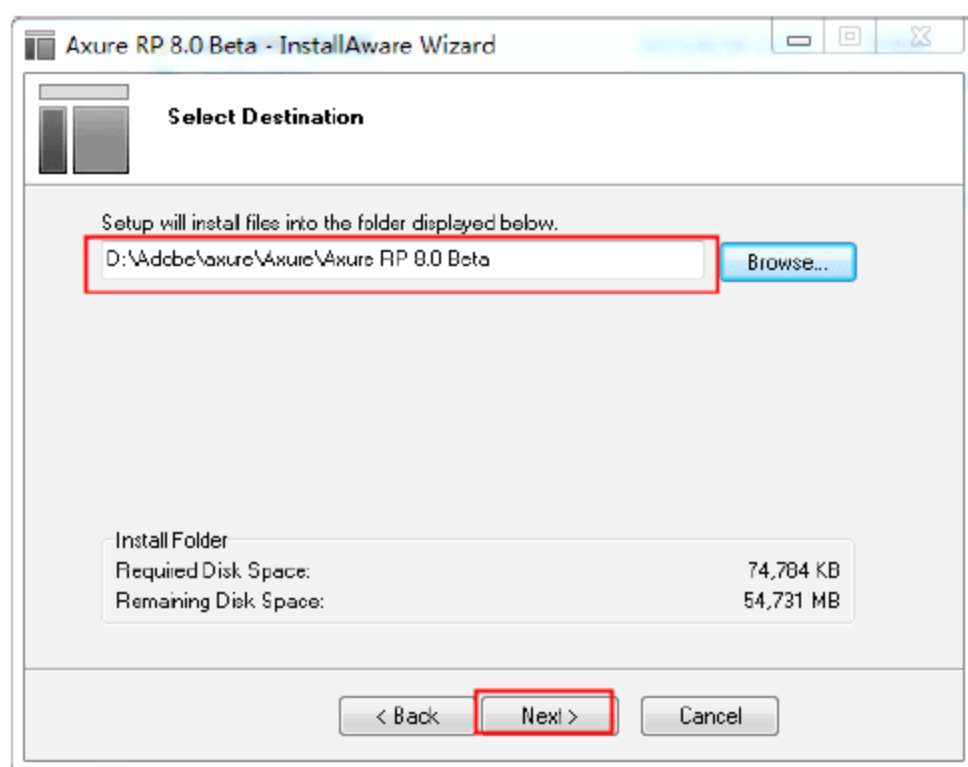 Axure RP 8.0 Beta - InstallAware Wizard
Select Destination
Setup will install files into the folder displayed below.
D:\Adobe\axure\Axure\Axure RP 8.0 Beta
Browse...
Install Folder
Required Disk Space: 74,784 KB
Remaining Disk Space: 54,731 MB
< Back Next > Cancel